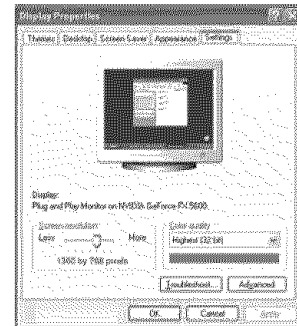 Display Properties
Themes Desktop Screen Saver Appearance Settings
Display:
Plug and Play Monitor on NVIDIA GeForce FX 5600
Screen resolution
Less More
1360 by 768 pixels
Color quality
Highest (32 bit)
Troubleshoot... Advanced
OK Cancel Apply